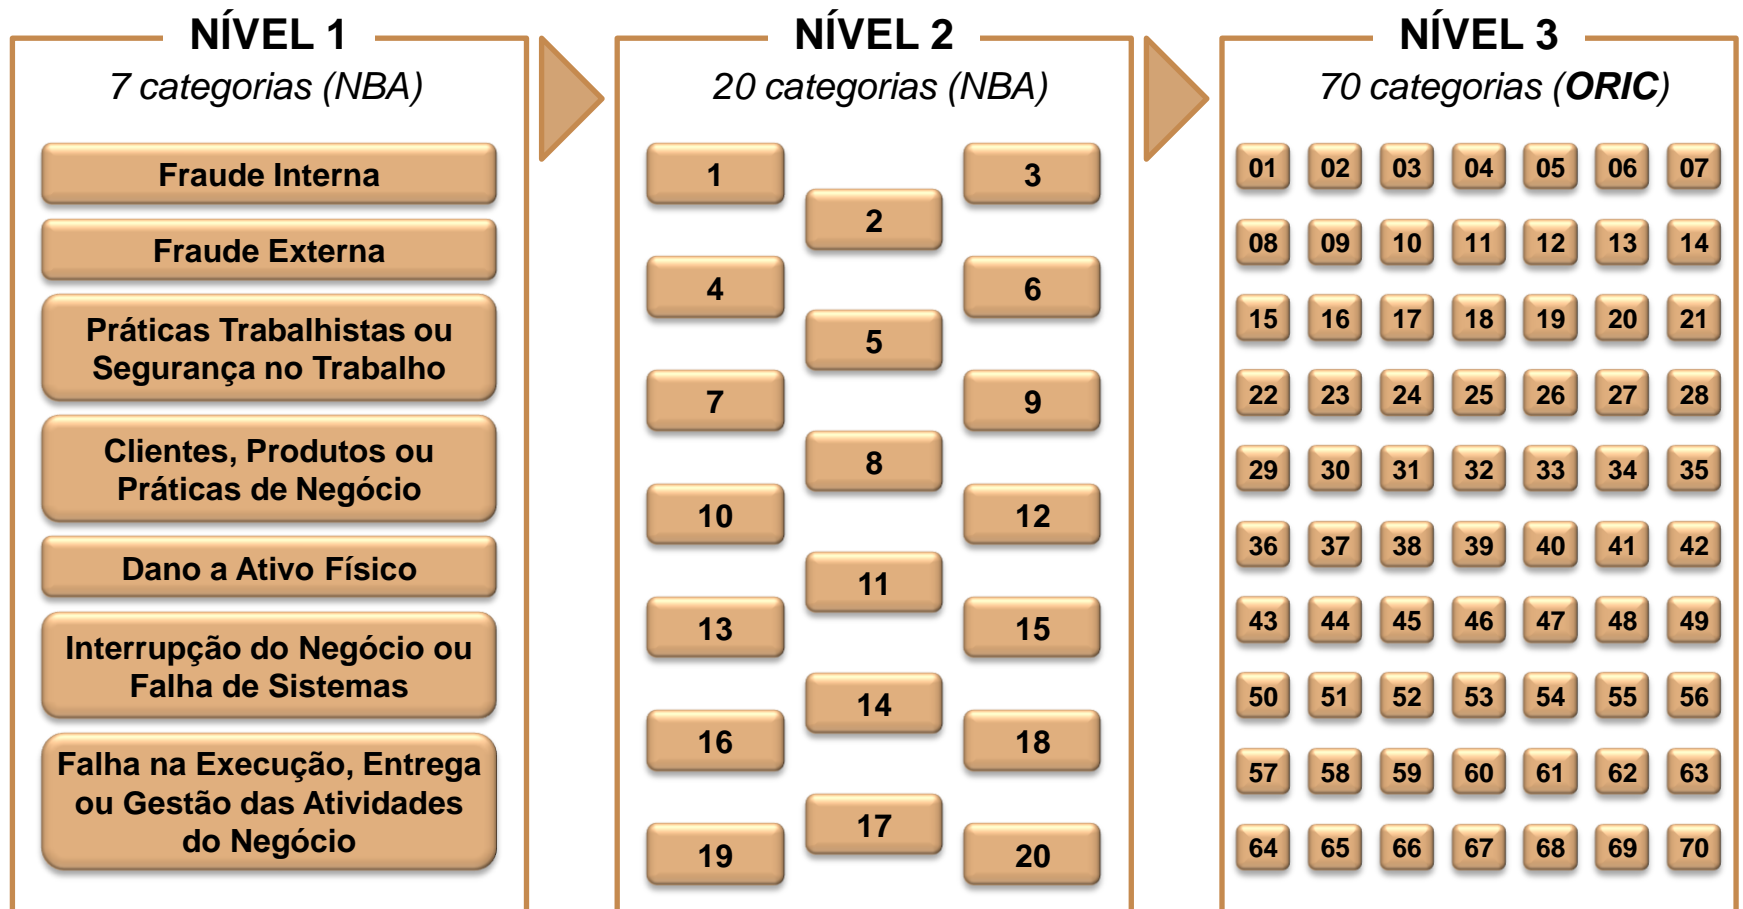 NÍVEL 1
7 categorias (NBA)
Fraude Interna
Fraude Externa
Práticas Trabalhistas ou
Segurança no Trabalho
Clientes, Produtos ou
Práticas de Negócio
Dano a Ativo Físico
Interrupção do Negócio ou
Falha de Sistemas
Falha na Execução, Entrega
ou Gestão das Atividades
do Negócio
NÍVEL 2
20 categorias (NBA)
1
2
3
4
5
6
7
8
9
10
11
12
13
14
15
16
17
18
19
20
NÍVEL 3
70 categorias (ORIC)
01 02 03 04 05 06 07
08 09 10 11 12 13 14
15 16 17 18 19 20 21
22 23 24 25 26 27 28
29 30 31 32 33 34 35
36 37 38 39 40 41 42
43 44 45 46 47 48 49
50 51 52 53 54 55 56
57 58 59 60 61 62 63
64 65 66 67 68 69 70